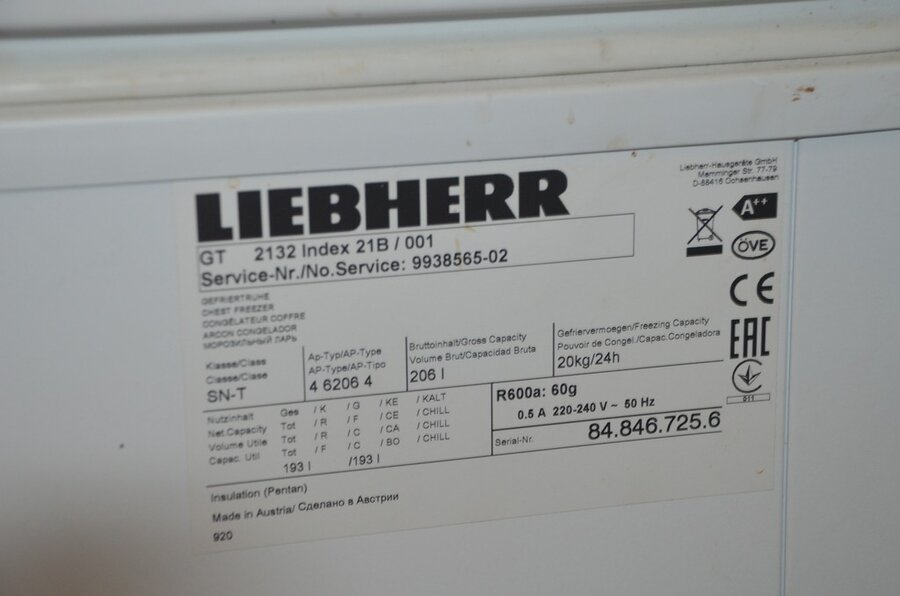 LIEBHERR
Liebherr-Hausgeräte GmbH
Memminger Str. 77-79
D-88416 Ochsenhausen
GT 2132 Index 21B / 001
Service-Nr./No.Service: 9938565-02
A++
ÖVE
CE
EAC
GEFRIERTRUHE
CHEST FREEZER
CONGELATEUR COFFRE
ARCON CONGELADOR
МОРОЗИЛЬНЫЙ ЛАРЬ
Klasse/Class
Classe/Clase
SN-T
Ap-Typ/AP-Type
AP-Type/AP-Tipo
4 6206 4
Bruttoinhalt/Gross Capacity
Volume Brut/Capacidad Bruta
206 l
Gefriervermoegen/Freezing Capacity
Pouvoir de Congel./Capac.Congeladora
20kg/24h
Nutzinhalt Ges / K / G / KE / KALT
Net.Capacity Tot / R / F / CE / CHILL
Volume Utile Tot / R / C / CA / CHILL
Capac. Util Tot / F / C / BO / CHILL
193 l /193 l
R600a: 60g
0.5 A 220-240 V ~ 50 Hz
Serial-Nr. 84.846.725.6
011
Insulation (Pentan)
Made in Austria/ Сделано в Австрии
920